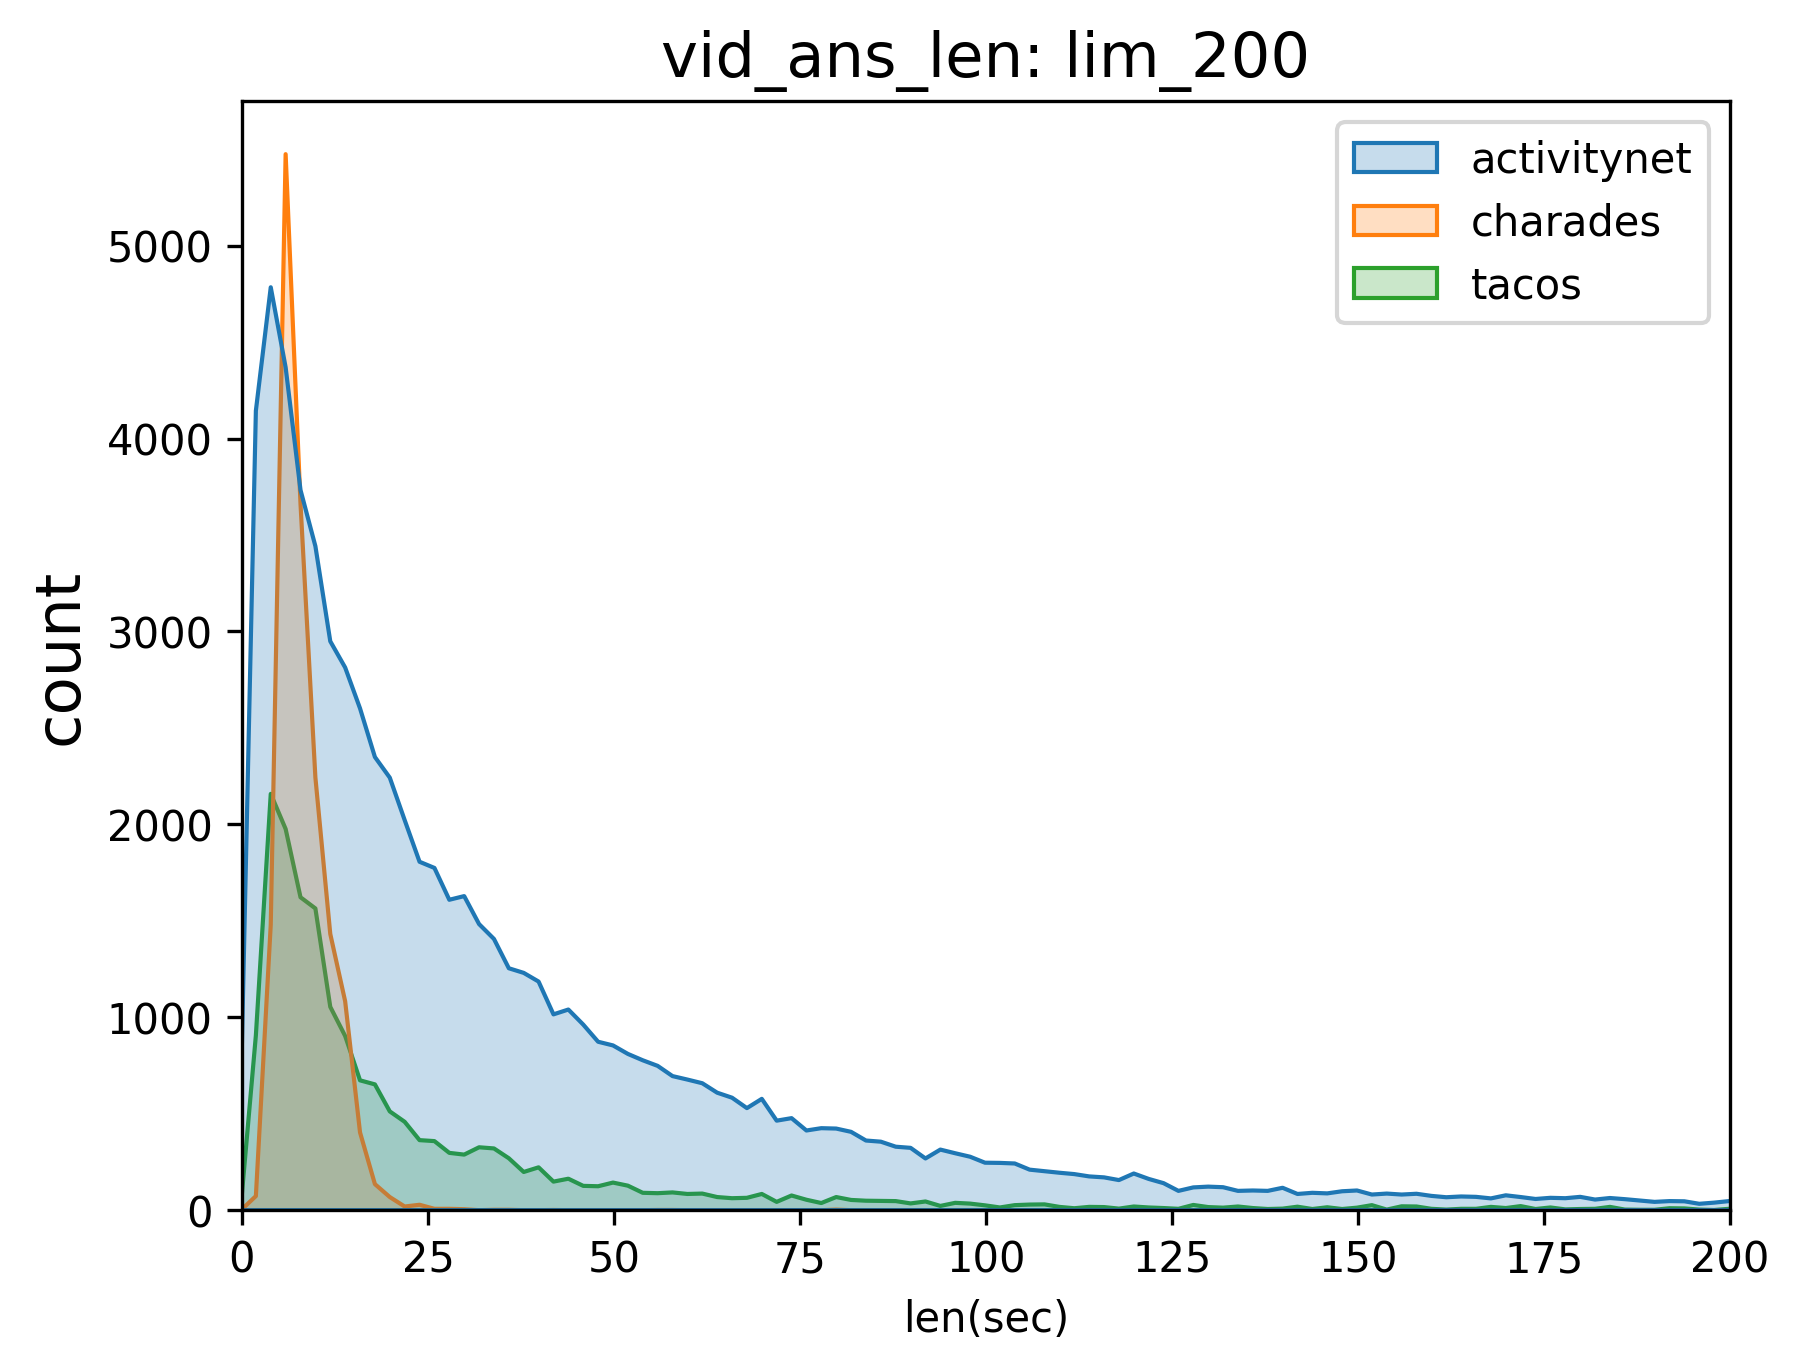 vid_ans_len: lim_200
activitynet
charades
tacos
count
5000
4000
3000
2000
1000
0
0 25 50 75 100 125 150 175 200
len(sec)